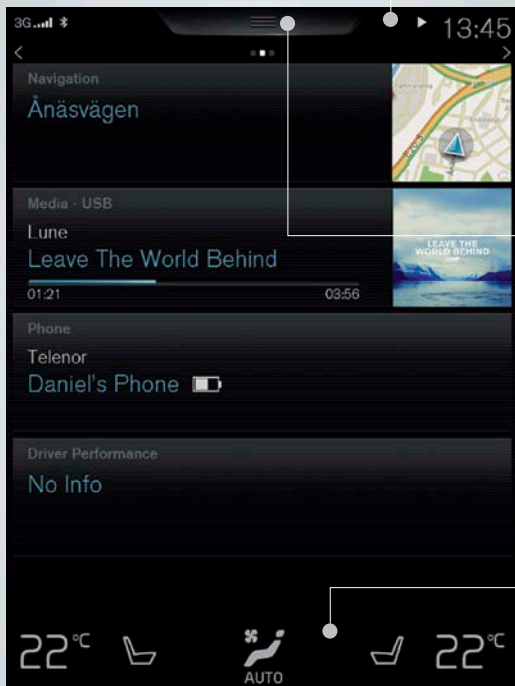 3G
13:45
Navigation
Ånäsvägen
Media - USB
Lune
Leave The World Behind
01:21
03:56
LEAVE THE
WORLD BEHIND
Phone
Telenor
Daniel's Phone
Driver Performance
No Info
22°C
AUTO
22°C